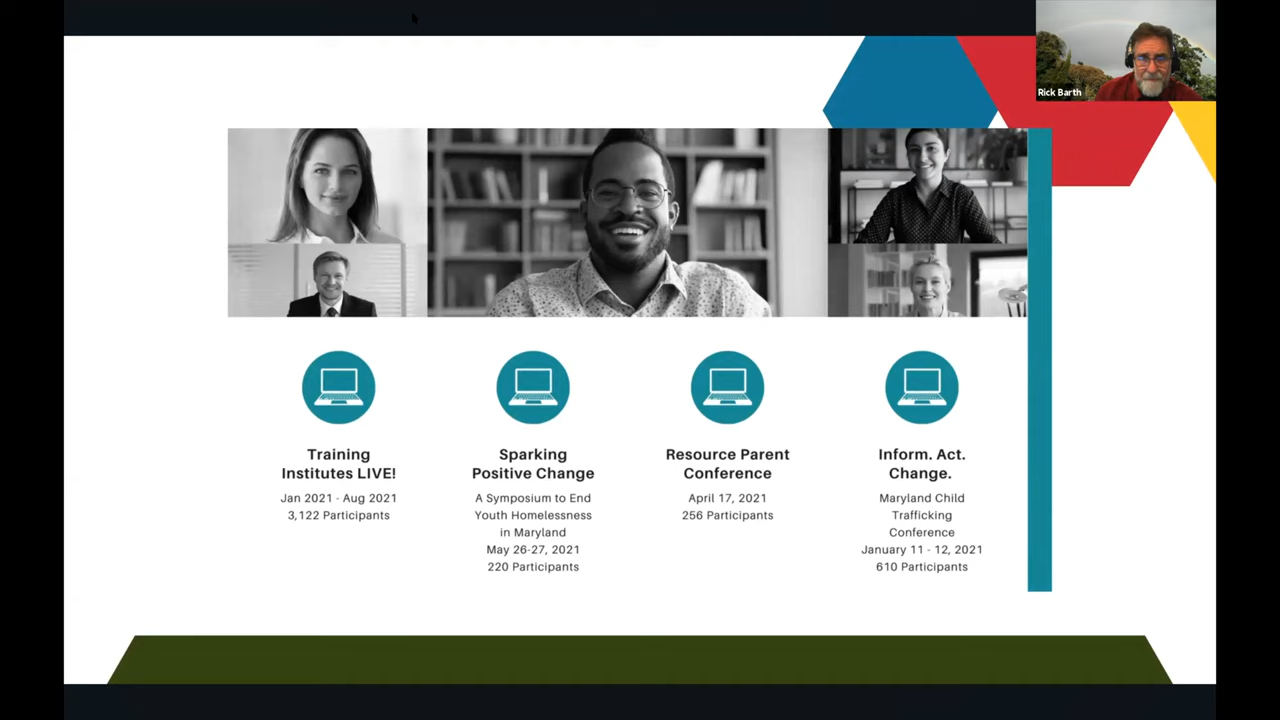 Rick Barth
Training
Institutes LIVE!
Jan 2021 - Aug 2021
3,122 Participants
Sparking
Positive Change
A Symposium to End
Youth Homelessness
in Maryland
May 26-27, 2021
220 Participants
Resource Parent
Conference
April 17, 2021
256 Participants
Inform. Act.
Change.
Maryland Child
Trafficking
Conference
January 11 - 12, 2021
610 Participants